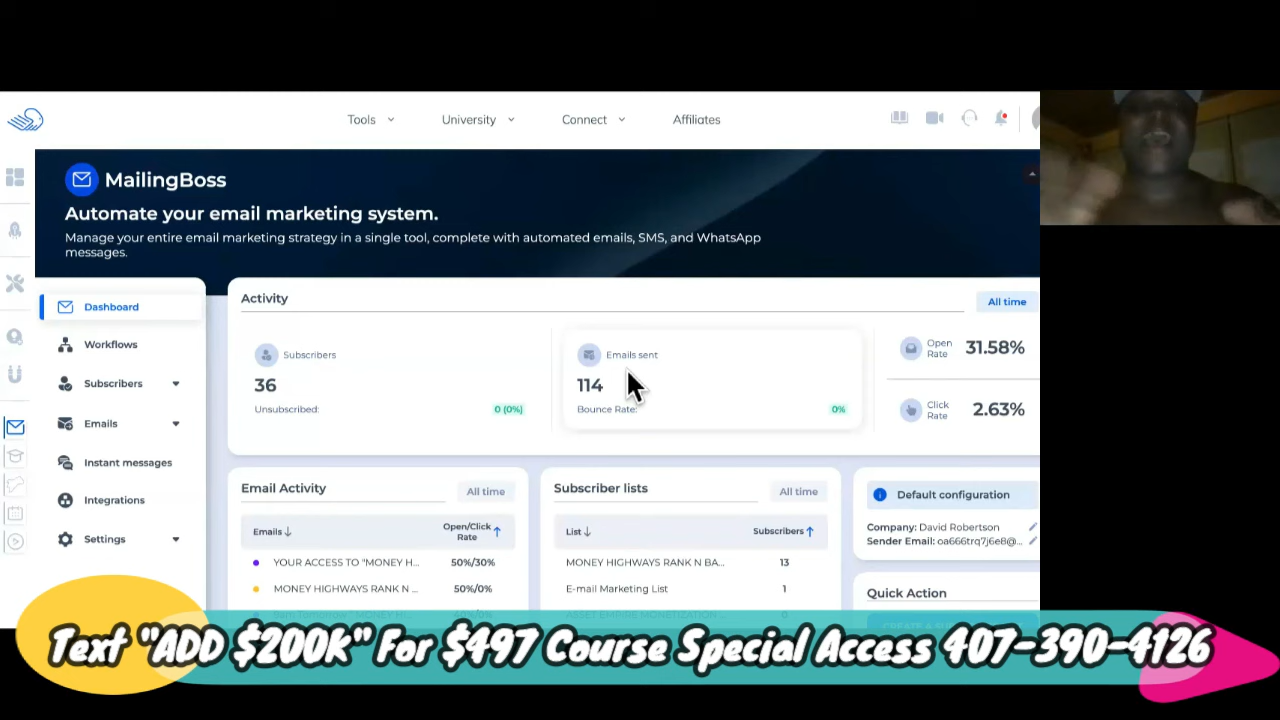 Tools
University
Connect
Affiliates
MailingBoss
Automate your email marketing system.
Manage your entire email marketing strategy in a single tool, complete with automated emails, SMS, and WhatsApp
messages.
Dashboard
Workflows
Subscribers
Emails
Instant messages
Integrations
Settings
Activity
All time
Subscribers
36
Unsubscribed:
0 (0%)
Emails sent
114
Bounce Rate:
0%
Open
Rate
31.58%
Click
Rate
2.63%
Email Activity
All time
Emails
Open/Click
Rate
YOUR ACCESS TO "MONEY H...
50%/30%
MONEY HIGHWAYS RANK N ...
50%/0%
Subscriber lists
All time
List
Subscribers
MONEY HIGHWAYS RANK N BA...
13
E-mail Marketing List
1
ASSET EMPIRE MONETIZATION ...
0
Default configuration
Company: David Robertson
Sender Email: oa666trq7j6e8@...
Quick Action
Text "ADD $200k" For $497 Course Special Access 407-390-4126